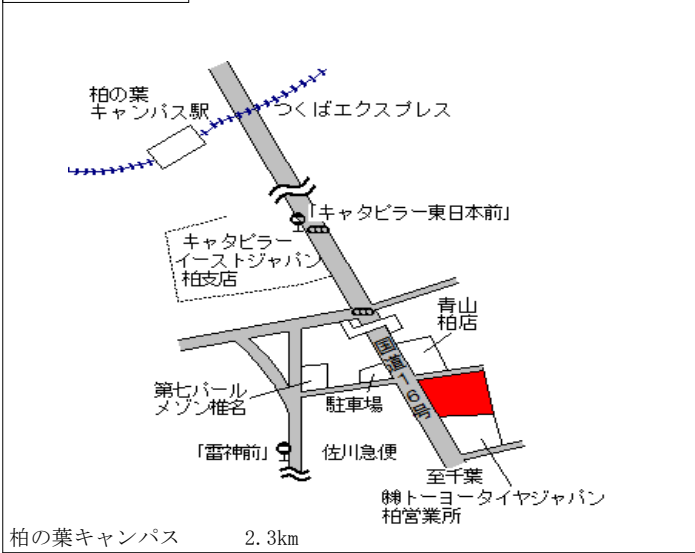 柏の葉
キャンパス駅
つくばエクスプレス
「キャタピラー東日本前」
キャタピラー
イーストジャパン
柏支店
青山
柏店
国道16号
第七パール
メゾン椎名
駐車場
「雷神前」
佐川急便
至千葉
㈱トーヨータイヤジャパン
柏営業所
柏の葉キャンパス 2.3km